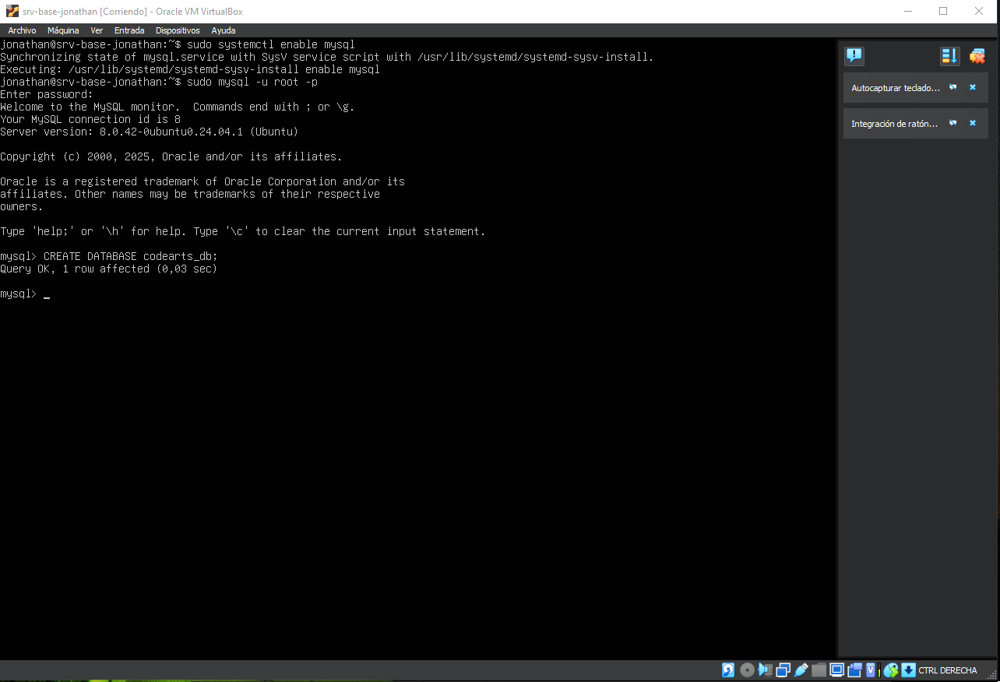 srv-base-jonathan [Corriendo] - Oracle VM VirtualBox
Archivo Máquina Ver Entrada Dispositivos Ayuda
jonathan@srv-base-jonathan:~$ sudo systemctl enable mysql
Synchronizing state of mysql.service with SysV service script with /usr/lib/systemd/systemd-sysv-install.
Executing: /usr/lib/systemd/systemd-sysv-install enable mysql
jonathan@srv-base-jonathan:~$ sudo mysql -u root -p
Enter password:
Welcome to the MySQL monitor.  Commands end with ; or \g.
Your MySQL connection id is 8
Server version: 8.0.42-0ubuntu0.24.04.1 (Ubuntu)
Copyright (c) 2000, 2025, Oracle and/or its affiliates.
Oracle is a registered trademark of Oracle Corporation and/or its
affiliates. Other names may be trademarks of their respective
owners.
Type 'help;' or '\h' for help. Type '\c' to clear the current input statement.
mysql> CREATE DATABASE codearts_db;
Query OK, 1 row affected (0,03 sec)
mysql> _
Autocapturar teclado...
Integración de ratón...
CTRL DERECHA